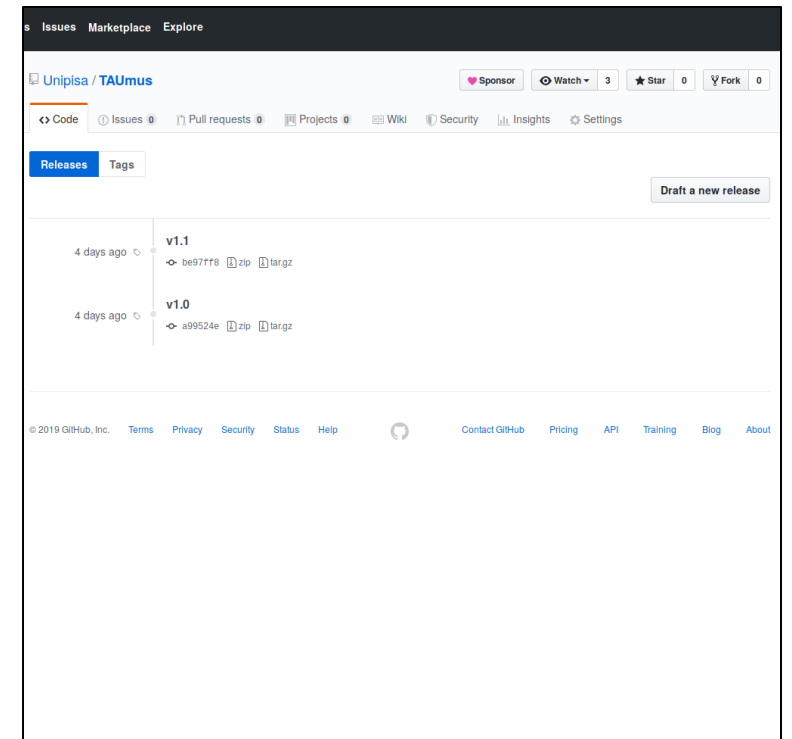 s Issues Marketplace Explore
Unipisa / TAUmus Sponsor Watch 3 Star 0 Fork 0
<> Code Issues 0 Pull requests 0 Projects 0 Wiki Security Insights Settings
Releases Tags
Draft a new release
v1.1
4 days ago
be97ff8 zip tar.gz
v1.0
4 days ago
a99524e zip tar.gz
© 2019 GitHub, Inc. Terms Privacy Security Status Help Contact GitHub Pricing API Training Blog About